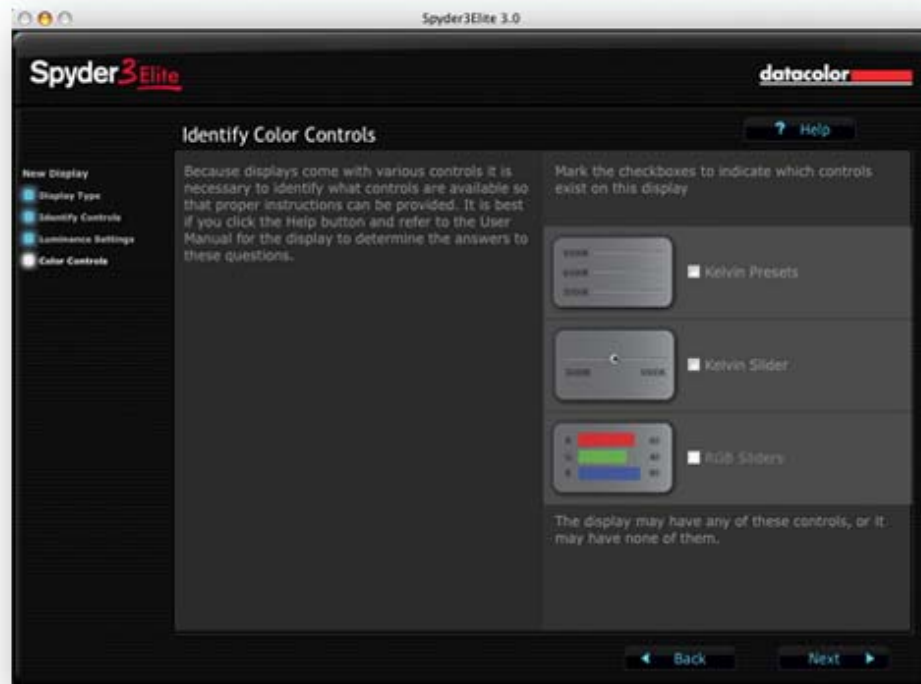 Spyder3Elite 3.0
Spyder3Elite
datacolor
Identify Color Controls
? Help
New Display
Display Type
Identify Controls
Luminance Settings
Color Controls
Because displays come with various controls it is
necessary to identify what controls are available so
that proper instructions can be provided. It is best
if you click the Help button and refer to the User
Manual for the display to determine the answers to
these questions.
Mark the checkboxes to indicate which controls
exist on this display
Kelvin Presets
Kelvin Slider
RGB Sliders
The display may have any of these controls, or it
may have none of them.
Back
Next